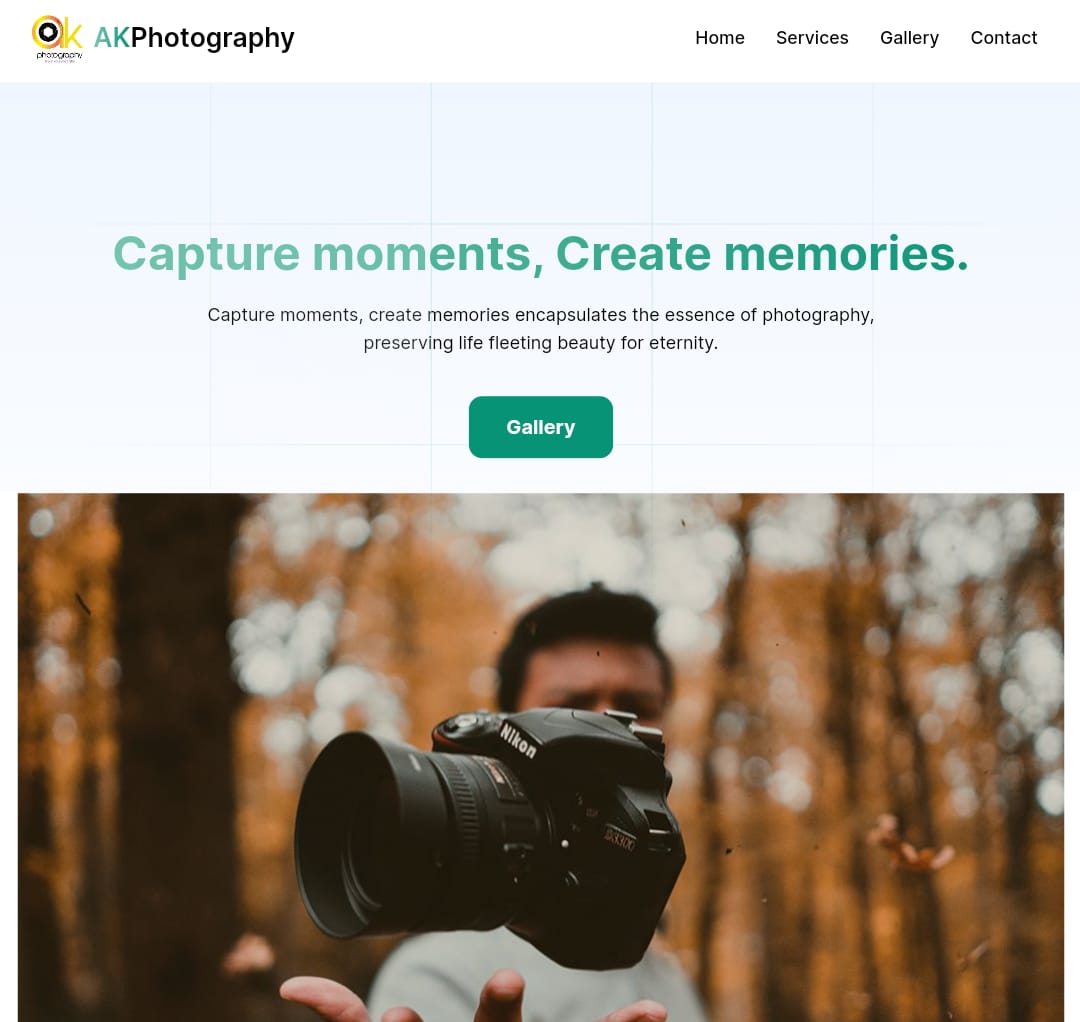 ak
photography
AKPhotography
Home Services Gallery Contact
Capture moments, Create memories.
Capture moments, create memories encapsulates the essence of photography,
preserving life fleeting beauty for eternity.
Gallery
Nikon
D3300